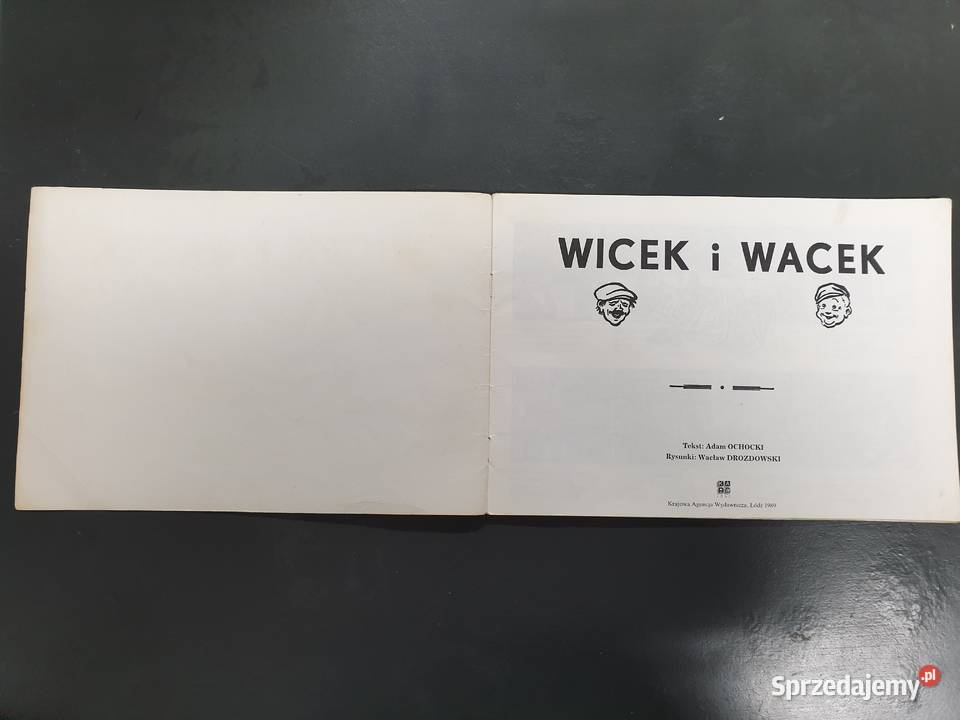 WICEK i WACEK
Tekst: Adam OCHOCKI
Rysunki: Wacław DROZDOWSKI
Krajowa Agencja Wydawnicza, Łódź 1989
Sprzedajemy.pl